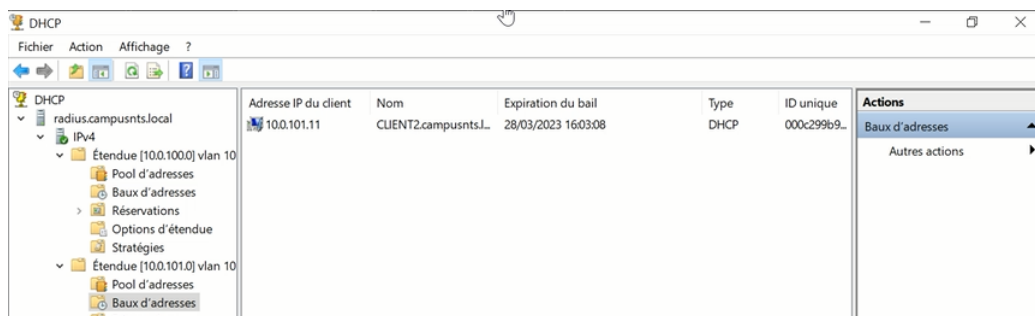 DHCP
Fichier Action Affichage ?
DHCP
radius.campusnts.local
IPv4
Étendue [10.0.100.0] vlan 10
Pool d'adresses
Baux d'adresses
Réservations
Options d'étendue
Stratégies
Étendue [10.0.101.0] vlan 10
Pool d'adresses
Baux d'adresses
Adresse IP du client Nom Expiration du bail Type ID unique
10.0.101.11 CLIENT2.campusnts.l... 28/03/2023 16:03:08 DHCP 000c299b9...
Actions
Baux d'adresses
Autres actions